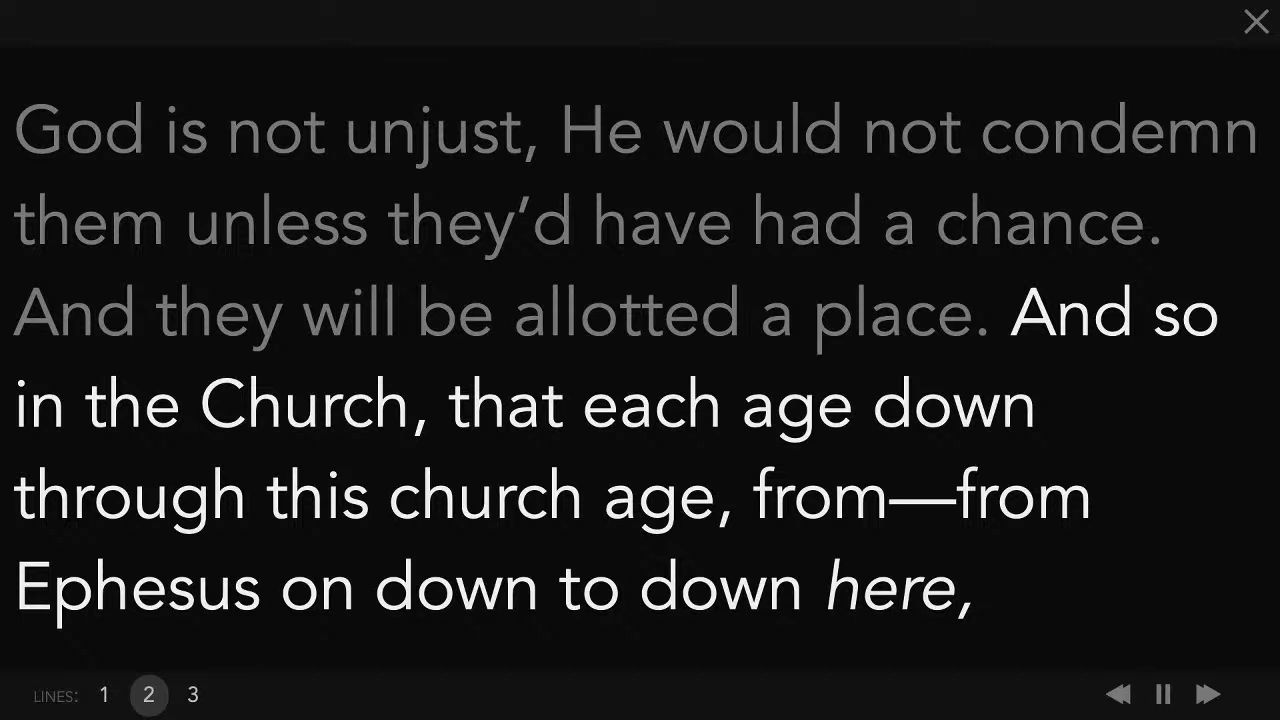 God is not unjust, He would not condemn
them unless they’d have had a chance.
And they will be allotted a place. And so
in the Church, that each age down
through this church age, from—from
Ephesus on down to down here,
LINES: 1 2 3